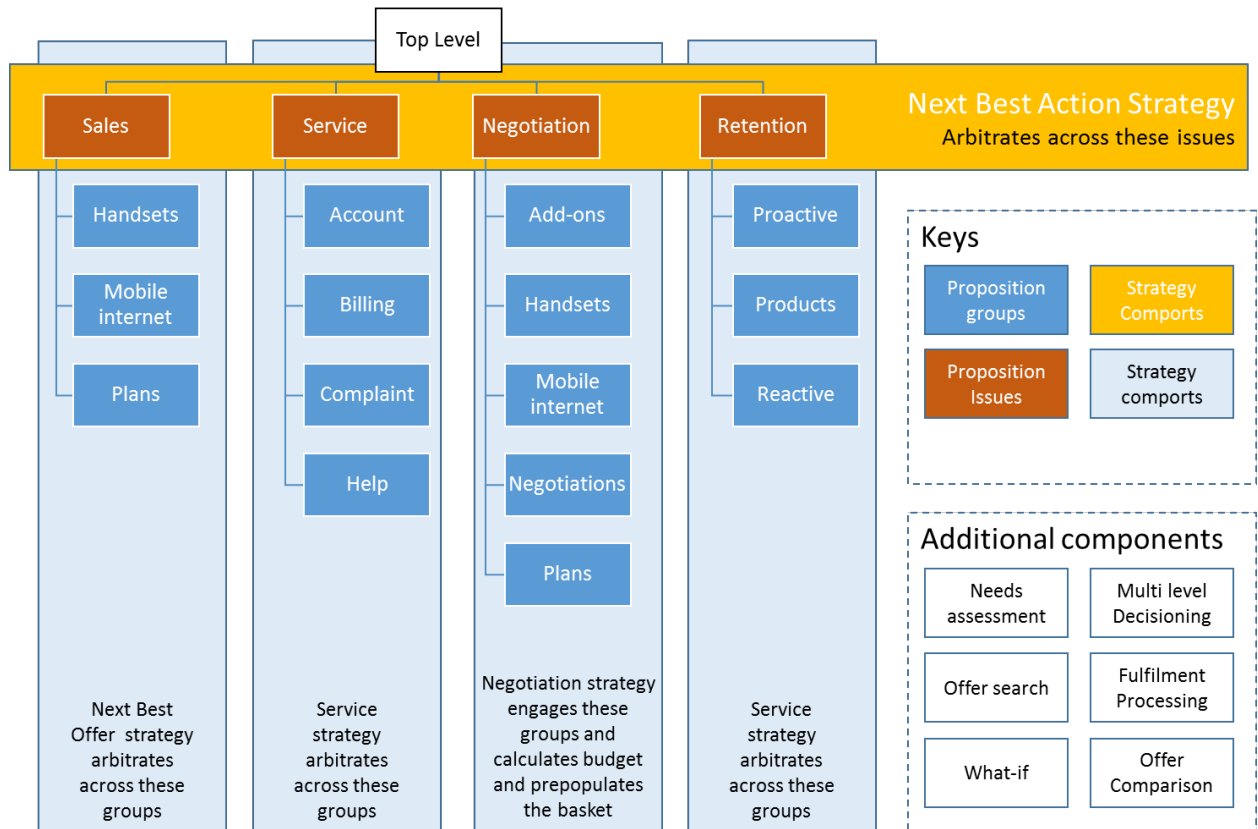 Top Level
Next Best Action Strategy
Arbitrates across these issues
Sales
Service
Negotiation
Retention
Handsets
Mobile
internet
Plans
Next Best
Offer strategy
arbitrates
across these
groups
Account
Billing
Complaint
Help
Service
strategy
arbitrates
across these
groups
Add-ons
Handsets
Mobile
internet
Negotiations
Plans
Negotiation strategy
engages these
groups and
calculates budget
and prepopulates
the basket
Proactive
Products
Reactive
Service
strategy
arbitrates
across these
groups
Keys
Proposition
groups
Strategy
Comports
Proposition
Issues
Strategy
comports
Additional components
Needs
assessment
Multi level
Decisioning
Offer search
Fulfilment
Processing
What-if
Offer
Comparison